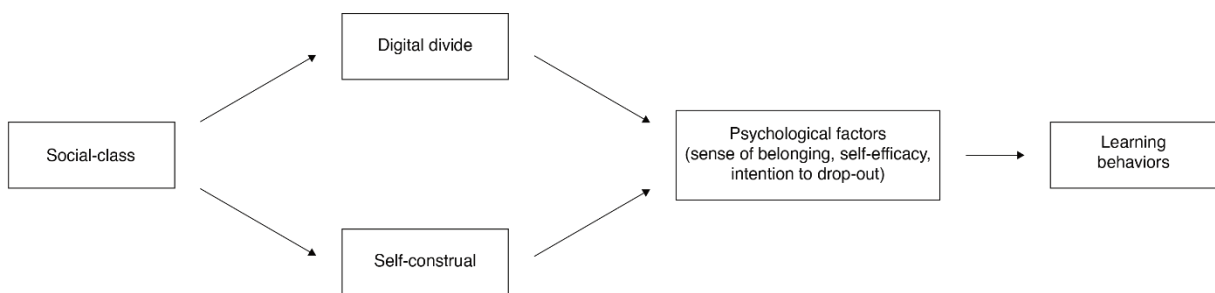 Digital divide
Social-class
Psychological factors
(sense of belonging, self-efficacy,
intention to drop-out)
Learning
behaviors
Self-construal